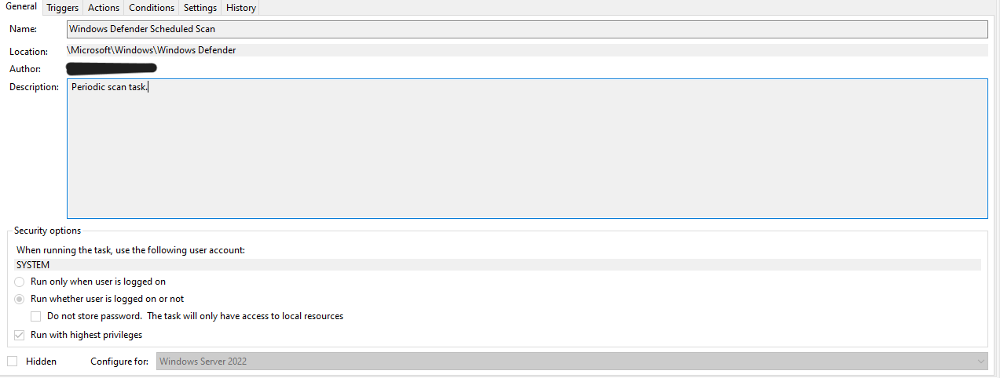 General Triggers Actions Conditions Settings History
Name: Windows Defender Scheduled Scan
Location: \Microsoft\Windows\Windows Defender
Author:
Description: Periodic scan task.
Security options
When running the task, use the following user account:
SYSTEM
Run only when user is logged on
Run whether user is logged on or not
Do not store password. The task will only have access to local resources
Run with highest privileges
Hidden Configure for: Windows Server 2022